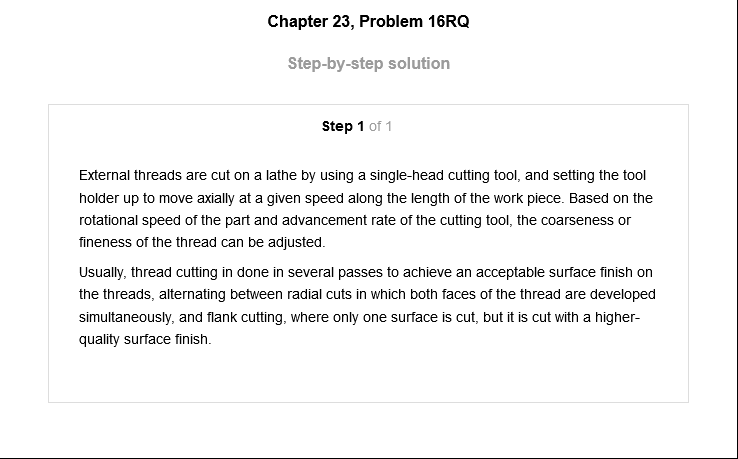 Chapter 23, Problem 16RQ
Step-by-step solution
Step 1 of 1
External threads are cut on a lathe by using a single-head cutting tool, and setting the tool
holder up to move axially at a given speed along the length of the work piece. Based on the
rotational speed of the part and advancement rate of the cutting tool, the coarseness or
fineness of the thread can be adjusted.
Usually, thread cutting in done in several passes to achieve an acceptable surface finish on
the threads, alternating between radial cuts in which both faces of the thread are developed
simultaneously, and flank cutting, where only one surface is cut, but it is cut with a higher-
quality surface finish.